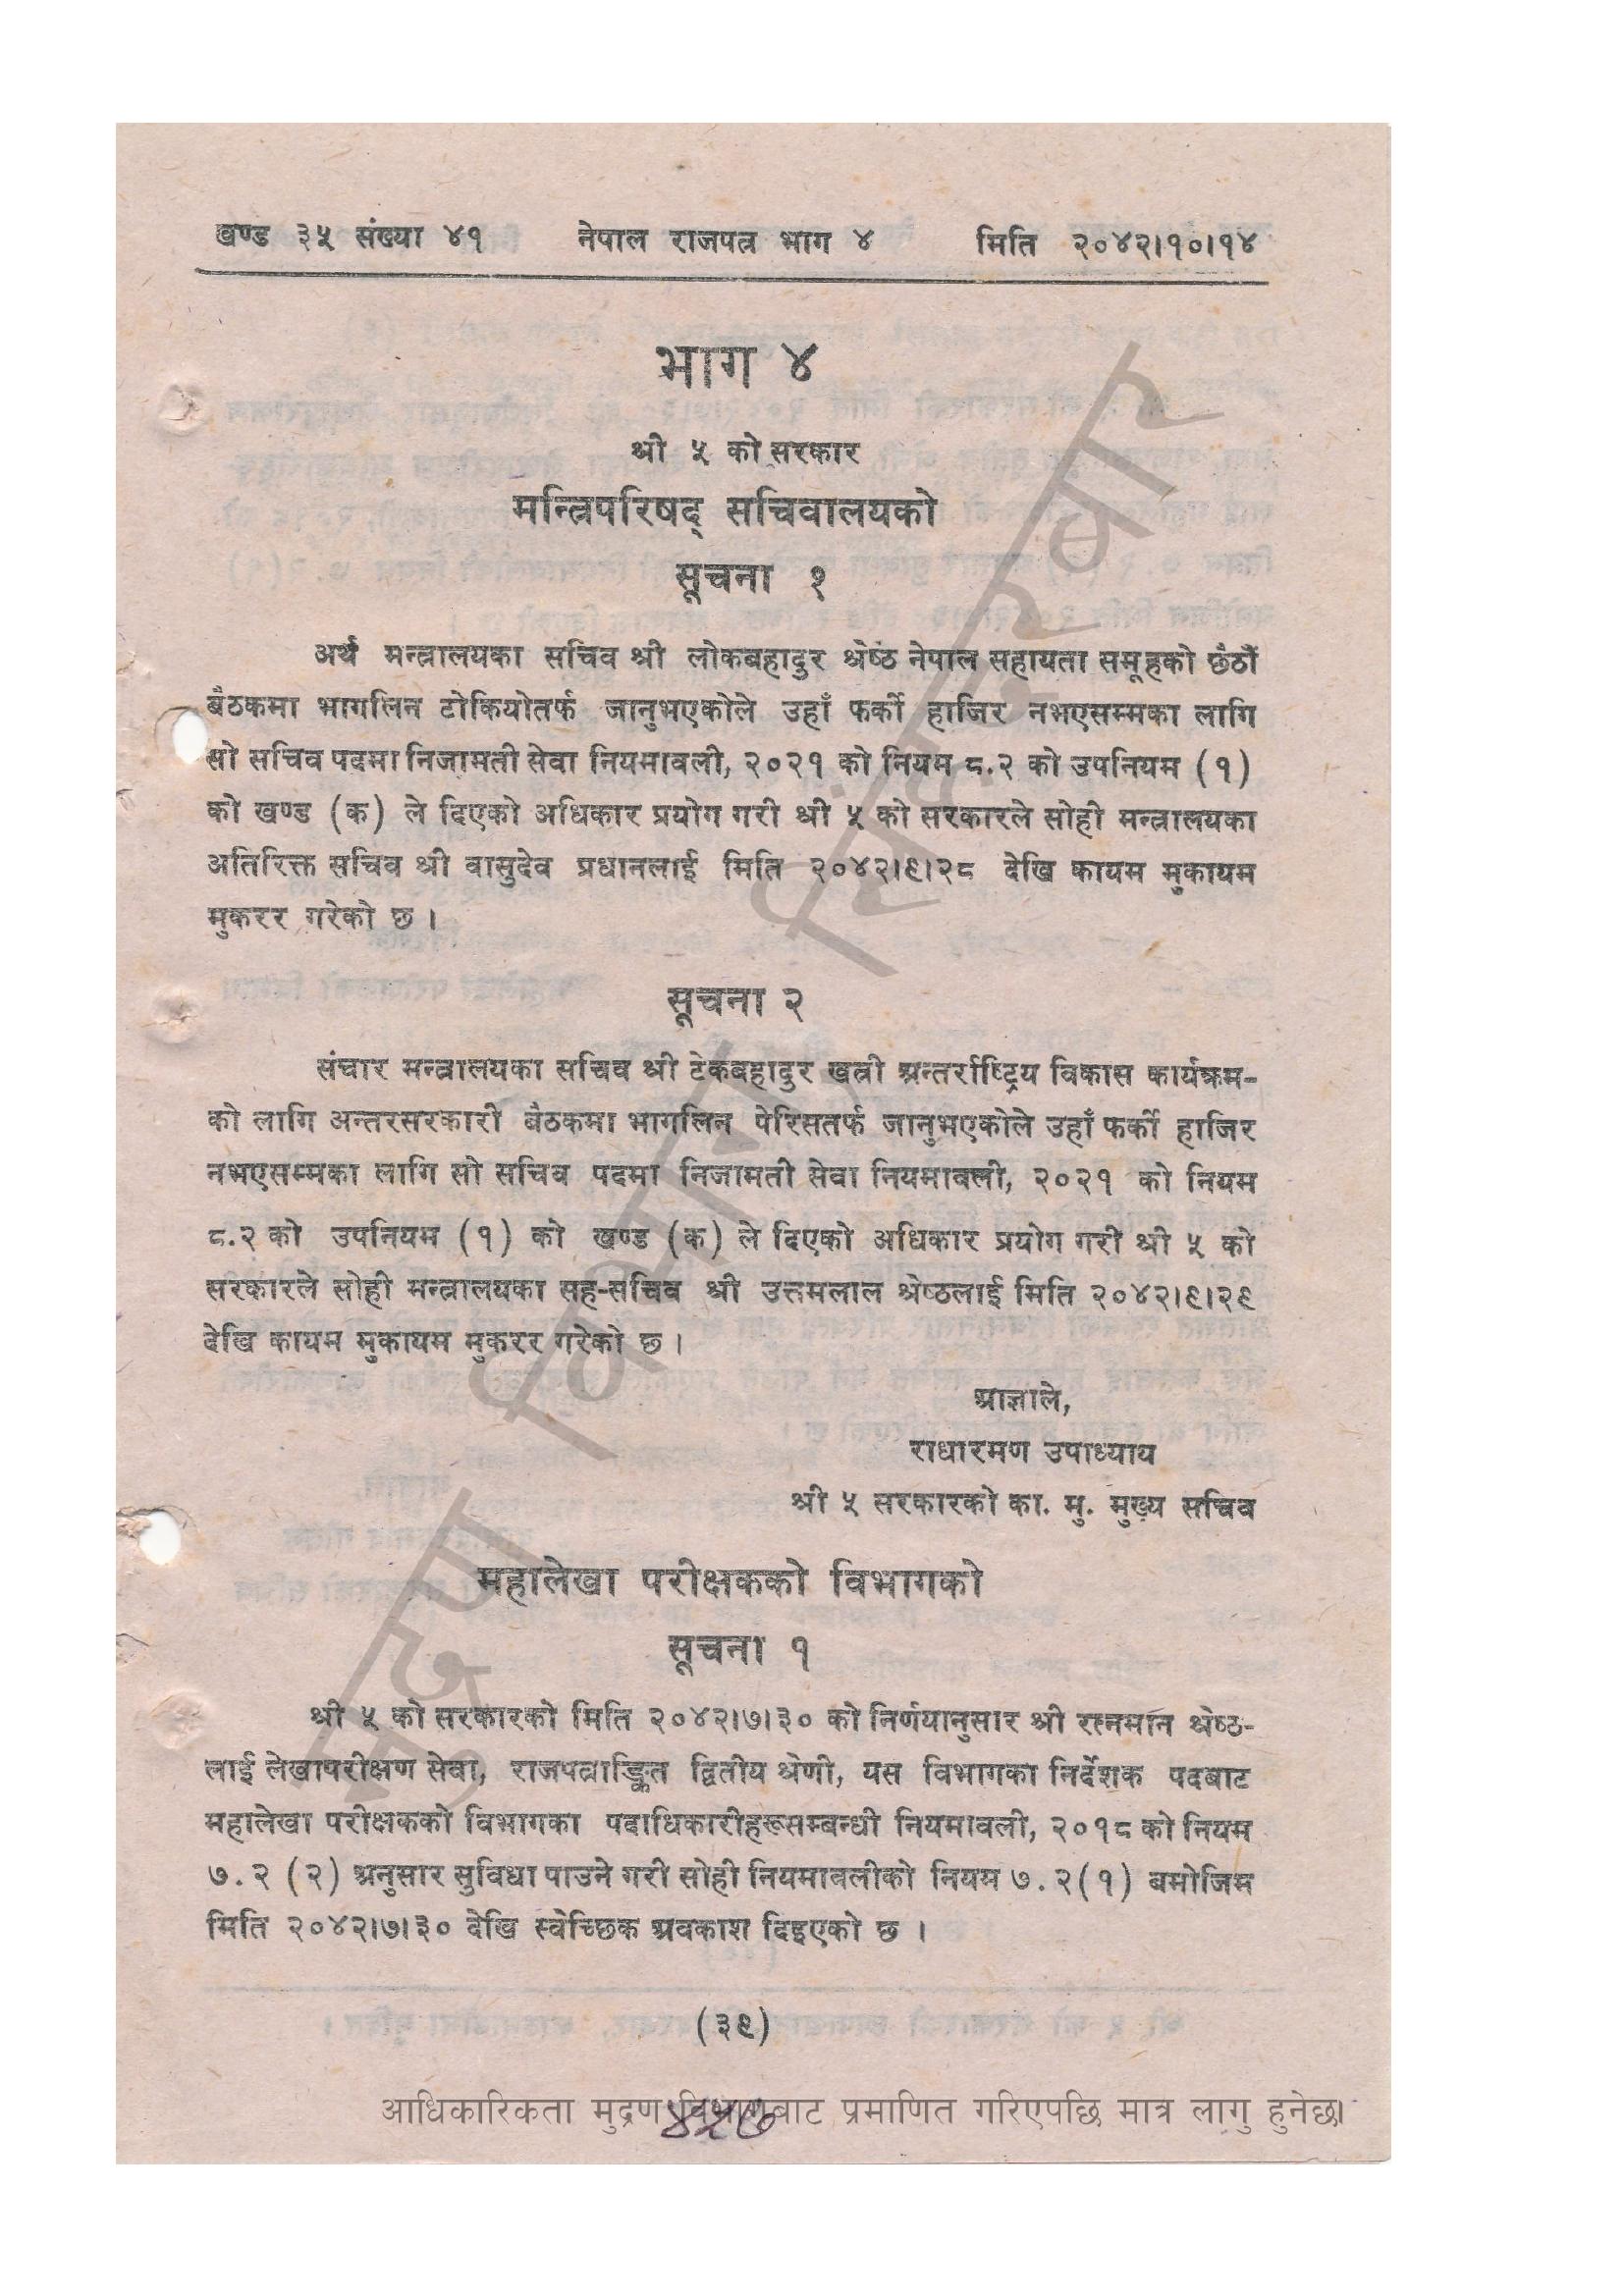 खण्ड ३५ संख्या ४१ नेपाल राजपत्र भाग ४ मिति २०४२।१०।१४
भाग ४
श्री ५ को सरकार
मन्त्रिपरिषद् सचिवालयको
सूचना १
अर्थ मन्त्रालयका सचिव श्री लोकबहादुर श्रेष्ठ नेपाल सहायता समूहको छैठौं
बैठकमा भागलिन टोकियोतर्फ जानुभएकोले उहाँ फर्की हाजिर नभएसम्मका लागि
सो सचिव पदमा निजामती सेवा नियमावली, २०२१ को नियम ८.२ को उपनियम (१)
को खण्ड (क) ले दिएको अधिकार प्रयोग गरी श्री ५ को सरकारले सोही मन्त्रालयका
अतिरिक्त सचिव श्री वासुदेव प्रधानलाई मिति २०४२।९।२८ देखि कायम मुकायम
मुकरर गरेको छ ।
सूचना २
संचार मन्त्रालयका सचिव श्री टेकबहादुर खत्री अन्तर्राष्ट्रिय विकास कार्यक्रम-
को लागि अन्तरसरकारी बैठकमा भागलिन पेरिसतर्फ जानुभएकोले उहाँ फर्की हाजिर
नभएसम्मका लागि सो सचिव पदमा निजामती सेवा नियमावली, २०२१ को नियम
८.२ को उपनियम (१) को खण्ड (क) ले दिएको अधिकार प्रयोग गरी श्री ५ को
सरकारले सोही मन्त्रालयका सह-सचिव श्री उत्तमलाल श्रेष्ठलाई मिति २०४२।९।२९
देखि कायम मुकायम मुकरर गरेको छ ।
आज्ञाले,
राधारमण उपाध्याय
श्री ५ सरकारको का. मु. मुख्य सचिव
महालेखा परीक्षकको विभागको
सूचना १
श्री ५ को सरकारको मिति २०४२।७।३० को निर्णयानुसार श्री रत्नमान श्रेष्ठ-
लाई लेखापरीक्षण सेवा, राजपत्राङ्कित द्वितीय श्रेणी, यस विभागका निर्देशक पदबाट
महालेखा परीक्षकको विभागका पदाधिकारीहरूसम्बन्धी नियमावली, २०१८ को नियम
७.२ (२) अनुसार सुविधा पाउने गरी सोही नियमावलीको नियम ७.२(१) बमोजिम
मिति २०४२।७।३० देखि स्वेच्छिक अवकाश दिइएको छ ।
(३९)
आधिकारिकता मुद्रण विभागबाट प्रमाणित गरिएपछि मात्र लागु हुनेछ।
४५७
मुद्रण विभाग, सिंहदरबार